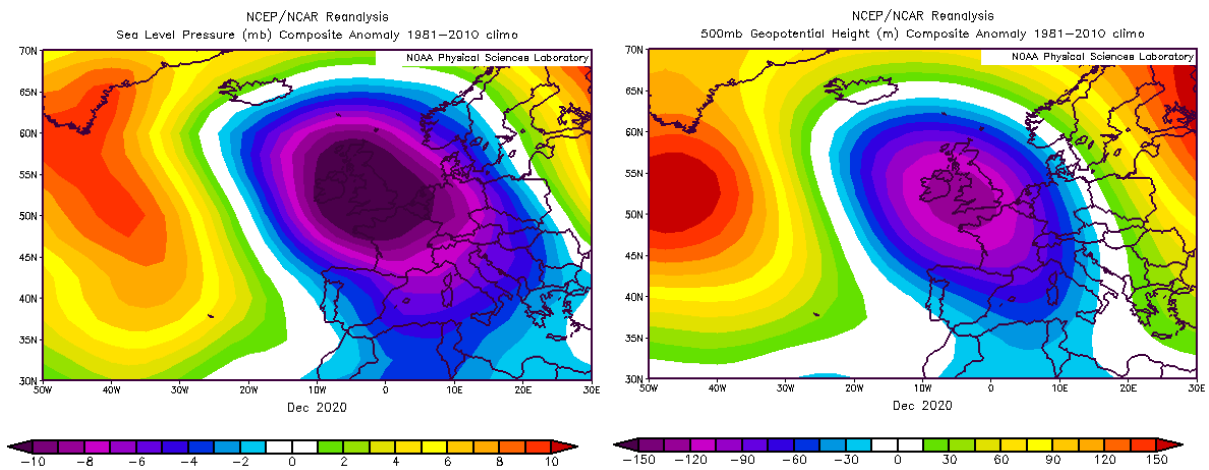 NCEP/NCAR Reanalysis
Sea Level Pressure (mb) Composite Anomaly 1981-2010 climo
NOAA Physical Sciences Laboratory
70N
65N
60N
55N
50N
45N
40N
35N
30N
50W
40W
30W
20W
10W
0
10E
20E
30E
Dec 2020
-10
-8
-6
-4
-2
0
2
4
6
8
10
NCEP/NCAR Reanalysis
500mb Geopotential Height (m) Composite Anomaly 1981-2010 climo
NOAA Physical Sciences Laboratory
70N
65N
60N
55N
50N
45N
40N
35N
30N
50W
40W
30W
20W
10W
0
10E
20E
30E
Dec 2020
-150
-120
-90
-60
-30
0
30
60
90
120
150